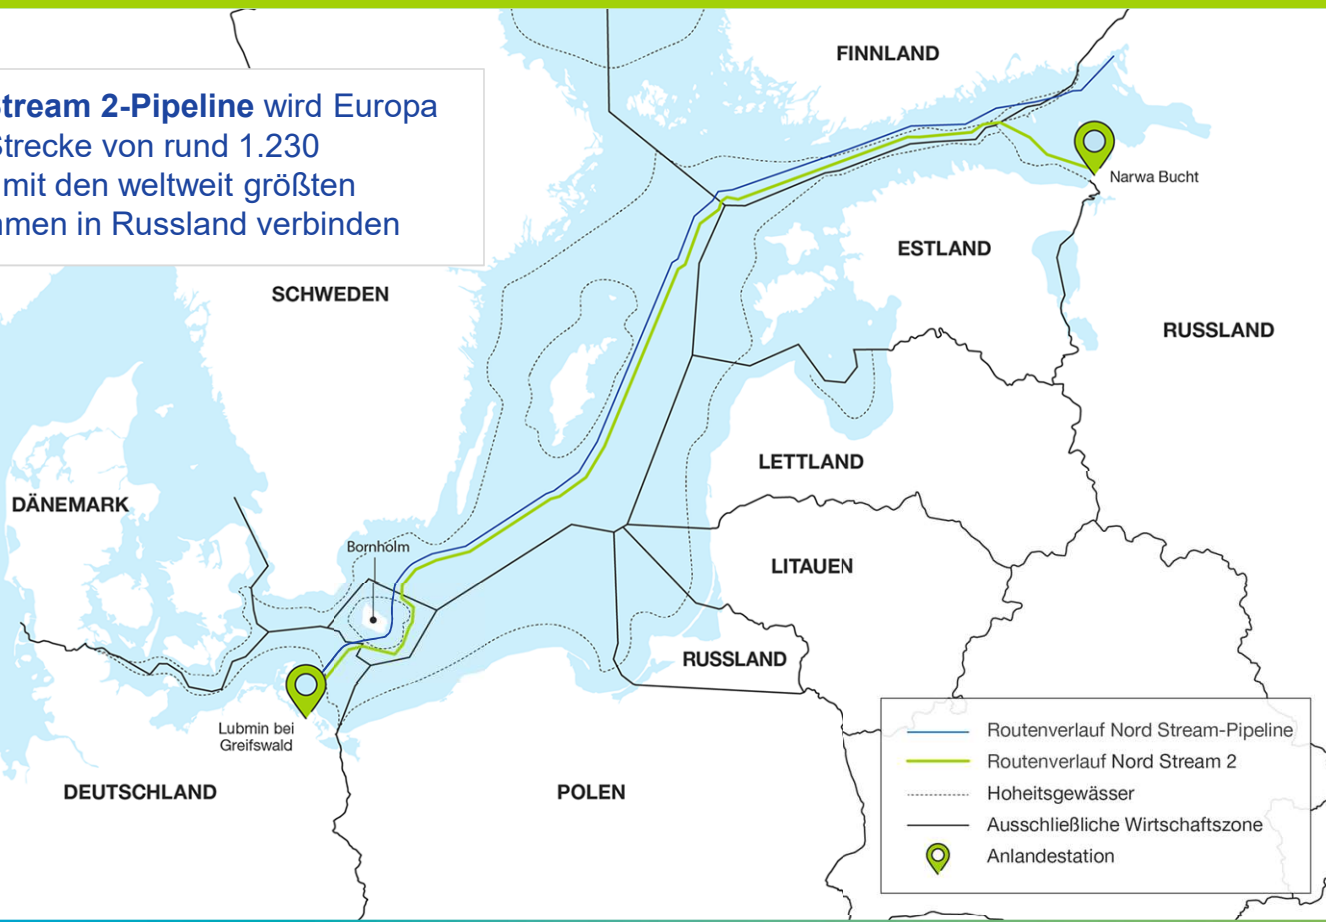 FINNLAND
tream 2-Pipeline wird Europa
Strecke von rund 1.230
mit den weltweit größten
mmen in Russland verbinden
Narwa Bucht
ESTLAND
SCHWEDEN
RUSSLAND
LETTLAND
DÄNEMARK
Bornholm
LITAUEN
RUSSLAND
Lubmin bei
Greifswald
DEUTSCHLAND
POLEN
Routenverlauf Nord Stream-Pipeline
Routenverlauf Nord Stream 2
Hoheitsgewässer
Ausschließliche Wirtschaftszone
Anlandestation